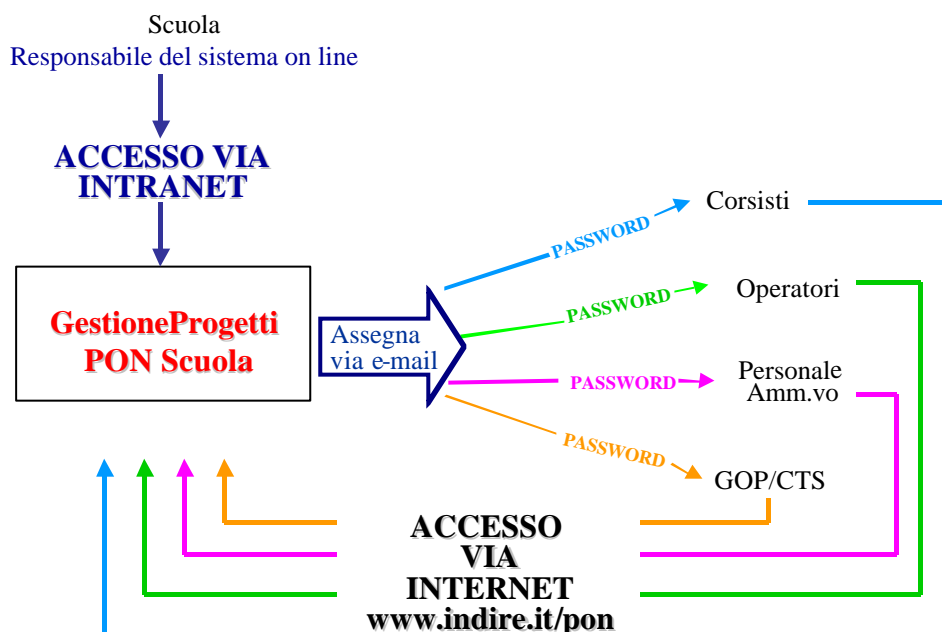 Scuola
Responsabile del sistema on line
ACCESSO VIA
INTRANET
GestioneProgetti
PON Scuola
Assegna
via e-mail
PASSWORD
Corsisti
PASSWORD
Operatori
PASSWORD
Personale
Amm.vo
PASSWORD
GOP/CTS
ACCESSO
VIA
INTERNET
www.indire.it/pon